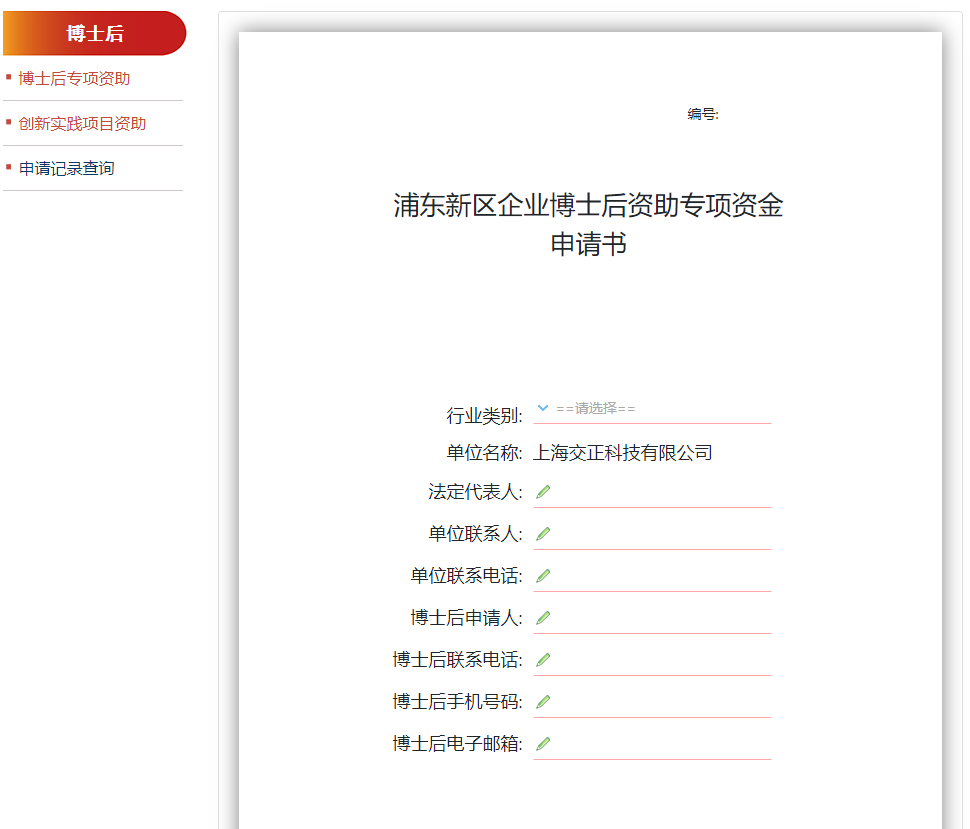 博士后
博士后专项资助
创新实践项目资助
申请记录查询
编号:
浦东新区企业博士后资助专项资金
申请书
行业类别: ==请选择==
单位名称: 上海交正科技有限公司
法定代表人:
单位联系人:
单位联系电话:
博士后申请人:
博士后联系电话:
博士后手机号码:
博士后电子邮箱: